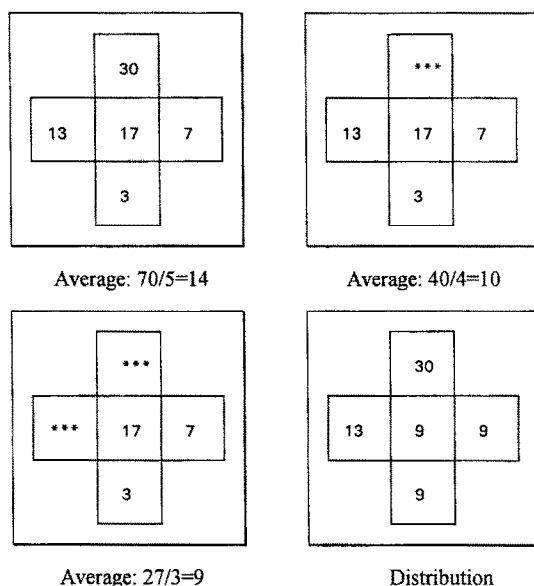 30
13 17 7
3
Average: 70/5=14
***
13 17 7
3
Average: 40/4=10
***
*** 17 7
3
Average: 27/3=9
30
13 9 9
9
Distribution